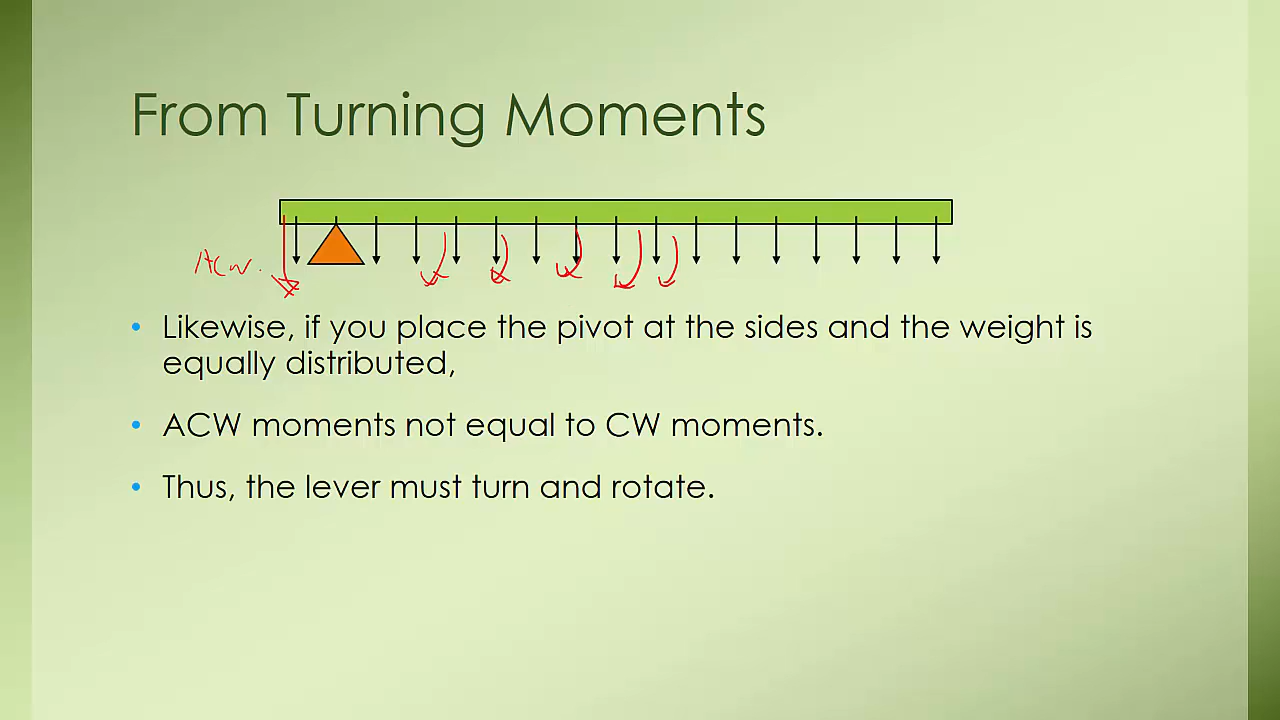 From Turning Moments
ACW.
• Likewise, if you place the pivot at the sides and the weight is
equally distributed,
• ACW moments not equal to CW moments.
• Thus, the lever must turn and rotate.